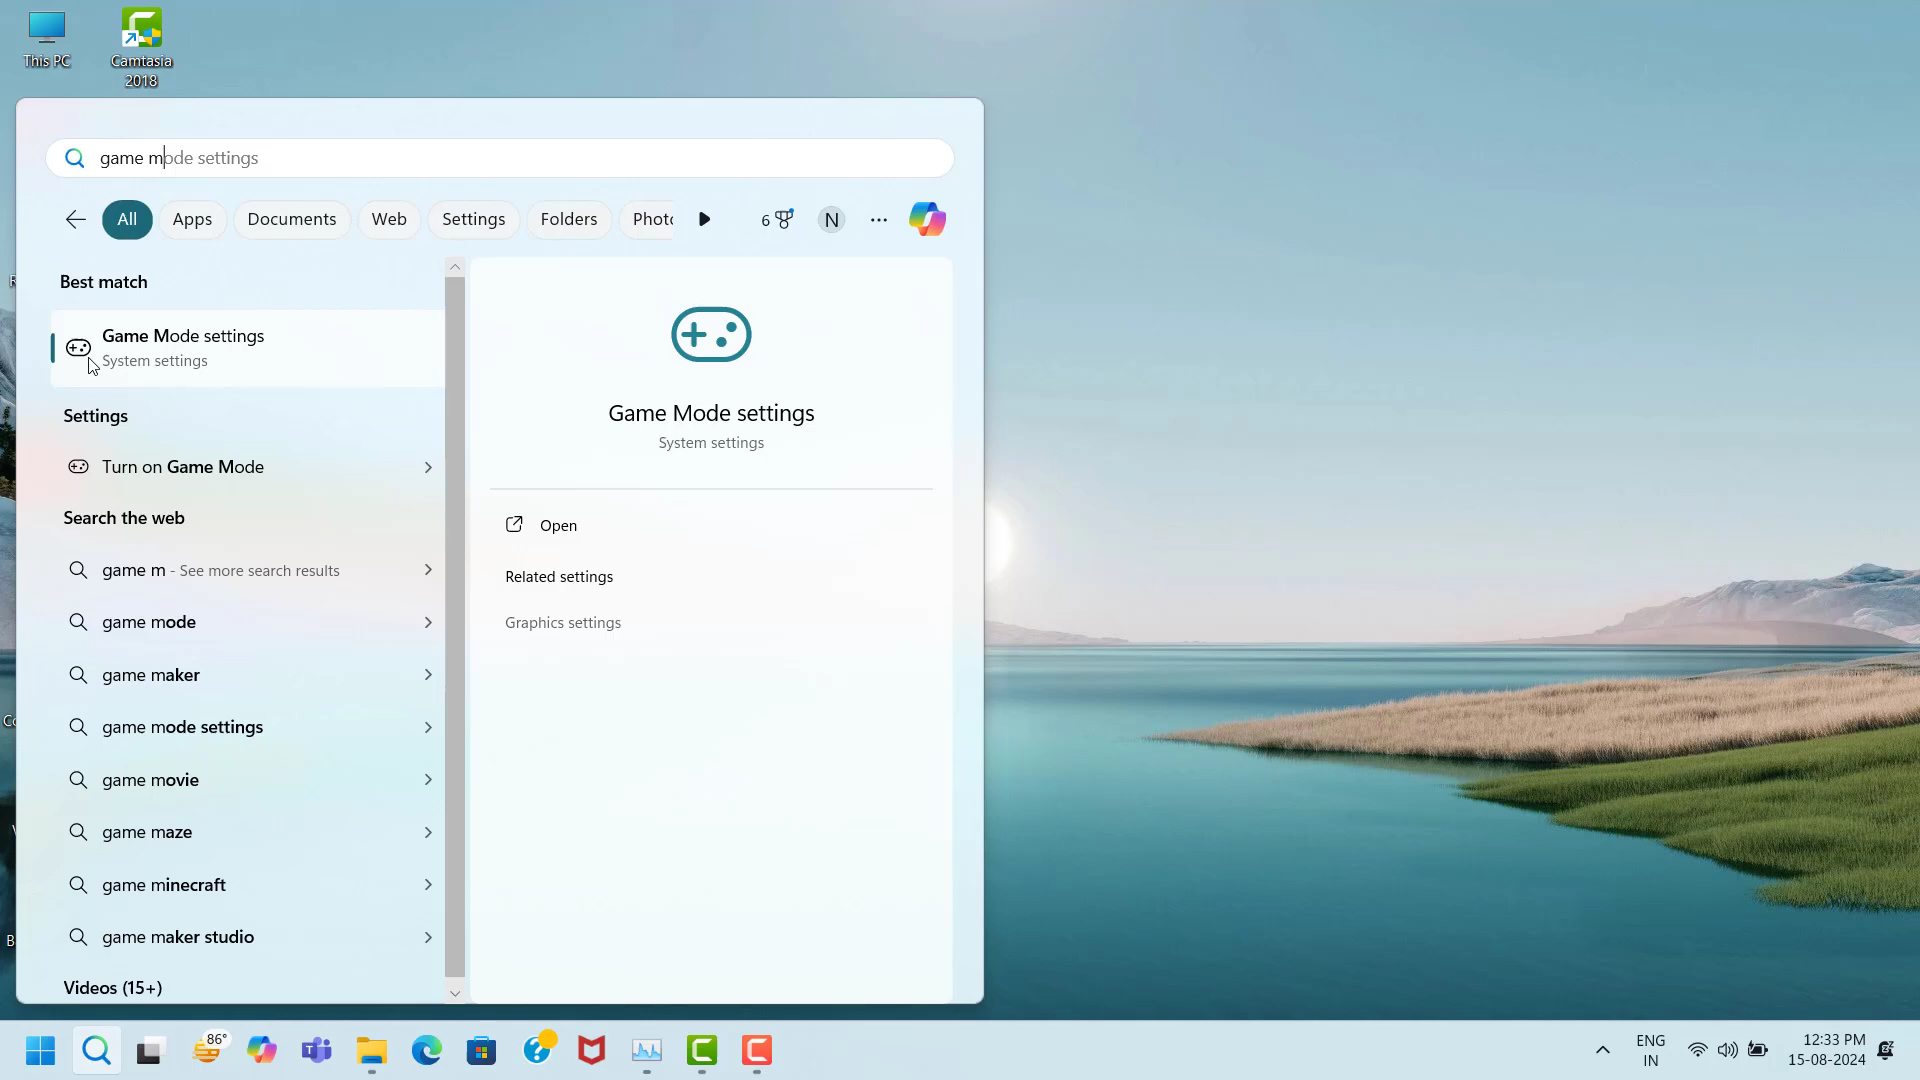 This PC
Camtasia
2018
game mode settings
All
Apps
Documents
Web
Settings
Folders
6
N
Best match
Game Mode settings
System settings
Settings
Turn on Game Mode
Search the web
game m - See more search results
game mode
game maker
game mode settings
game movie
game maze
game minecraft
game maker studio
Videos (15+)
Game Mode settings
System settings
Open
Related settings
Graphics settings
86°
ENG
IN
12:33 PM
15-08-2024